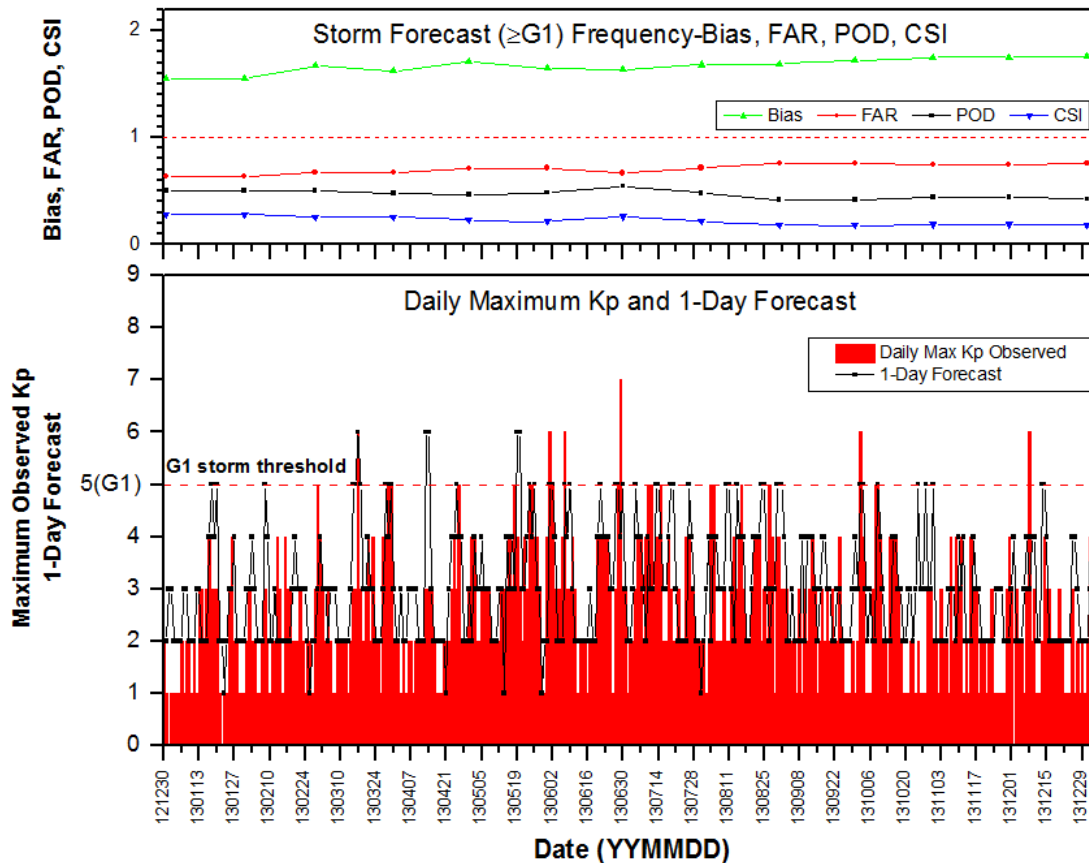 Storm Forecast (≥G1) Frequency-Bias, FAR, POD, CSI
Bias, FAR, POD, CSI
2
1
0
Bias FAR POD CSI
Daily Maximum Kp and 1-Day Forecast
Maximum Observed Kp
1-Day Forecast
9
8
7
6
5(G1)
4
3
2
1
0
Daily Max Kp Observed
1-Day Forecast
G1 storm threshold
121230 130113 130127 130210 130224 130310 130324 130407 130421 130505 130519 130602 130616 130630 130714 130728 130811 130825 130908 130922 131006 131020 131103 131117 131201 131215 131229
Date (YYMMDD)